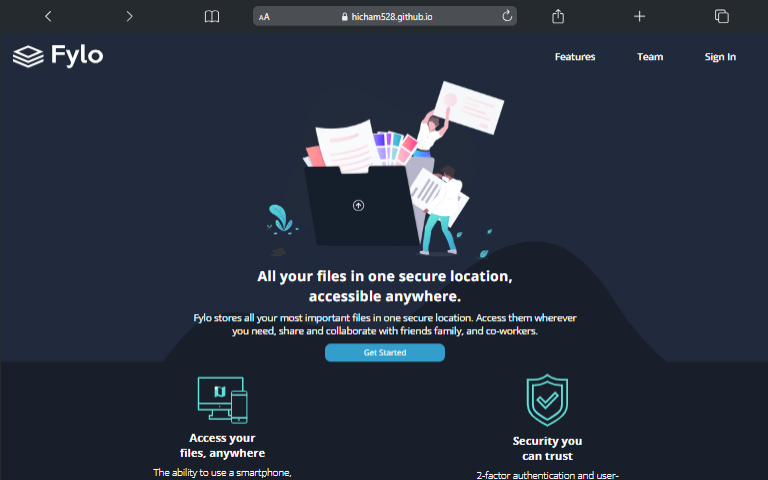 AA
hicham528.github.io
Fylo
Features
Team
Sign In
All your files in one secure location,
accessible anywhere.
Fylo stores all your most important files in one secure location. Access them wherever
you need, share and collaborate with friends family, and co-workers.
Get Started
Access your
files, anywhere
The ability to use a smartphone,
Security you
can trust
2-factor authentication and user-